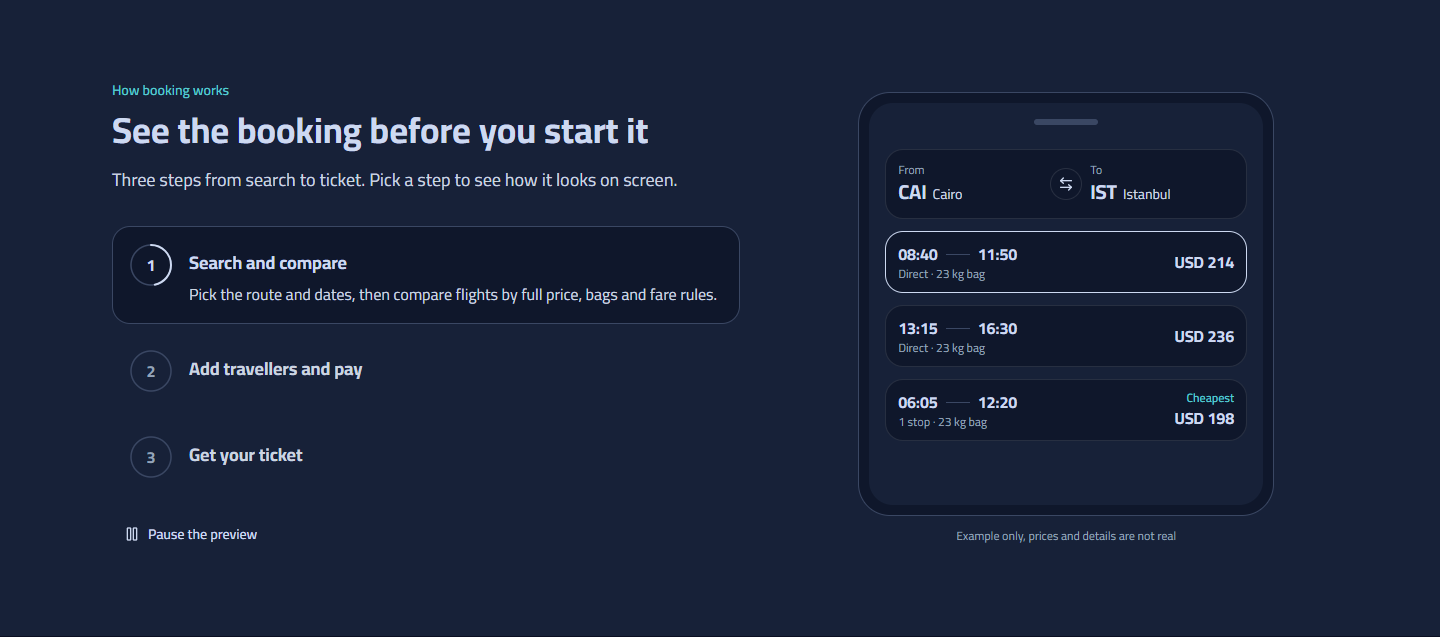 How booking works
See the booking before you start it
Three steps from search to ticket. Pick a step to see how it looks on screen.
1
Search and compare
Pick the route and dates, then compare flights by full price, bags and fare rules.
2
Add travellers and pay
3
Get your ticket
Pause the preview
From
To
CAI Cairo
IST Istanbul
08:40 11:50
USD 214
Direct · 23 kg bag
13:15 16:30
USD 236
Direct · 23 kg bag
06:05 12:20
Cheapest
1 stop · 23 kg bag
USD 198
Example only, prices and details are not real